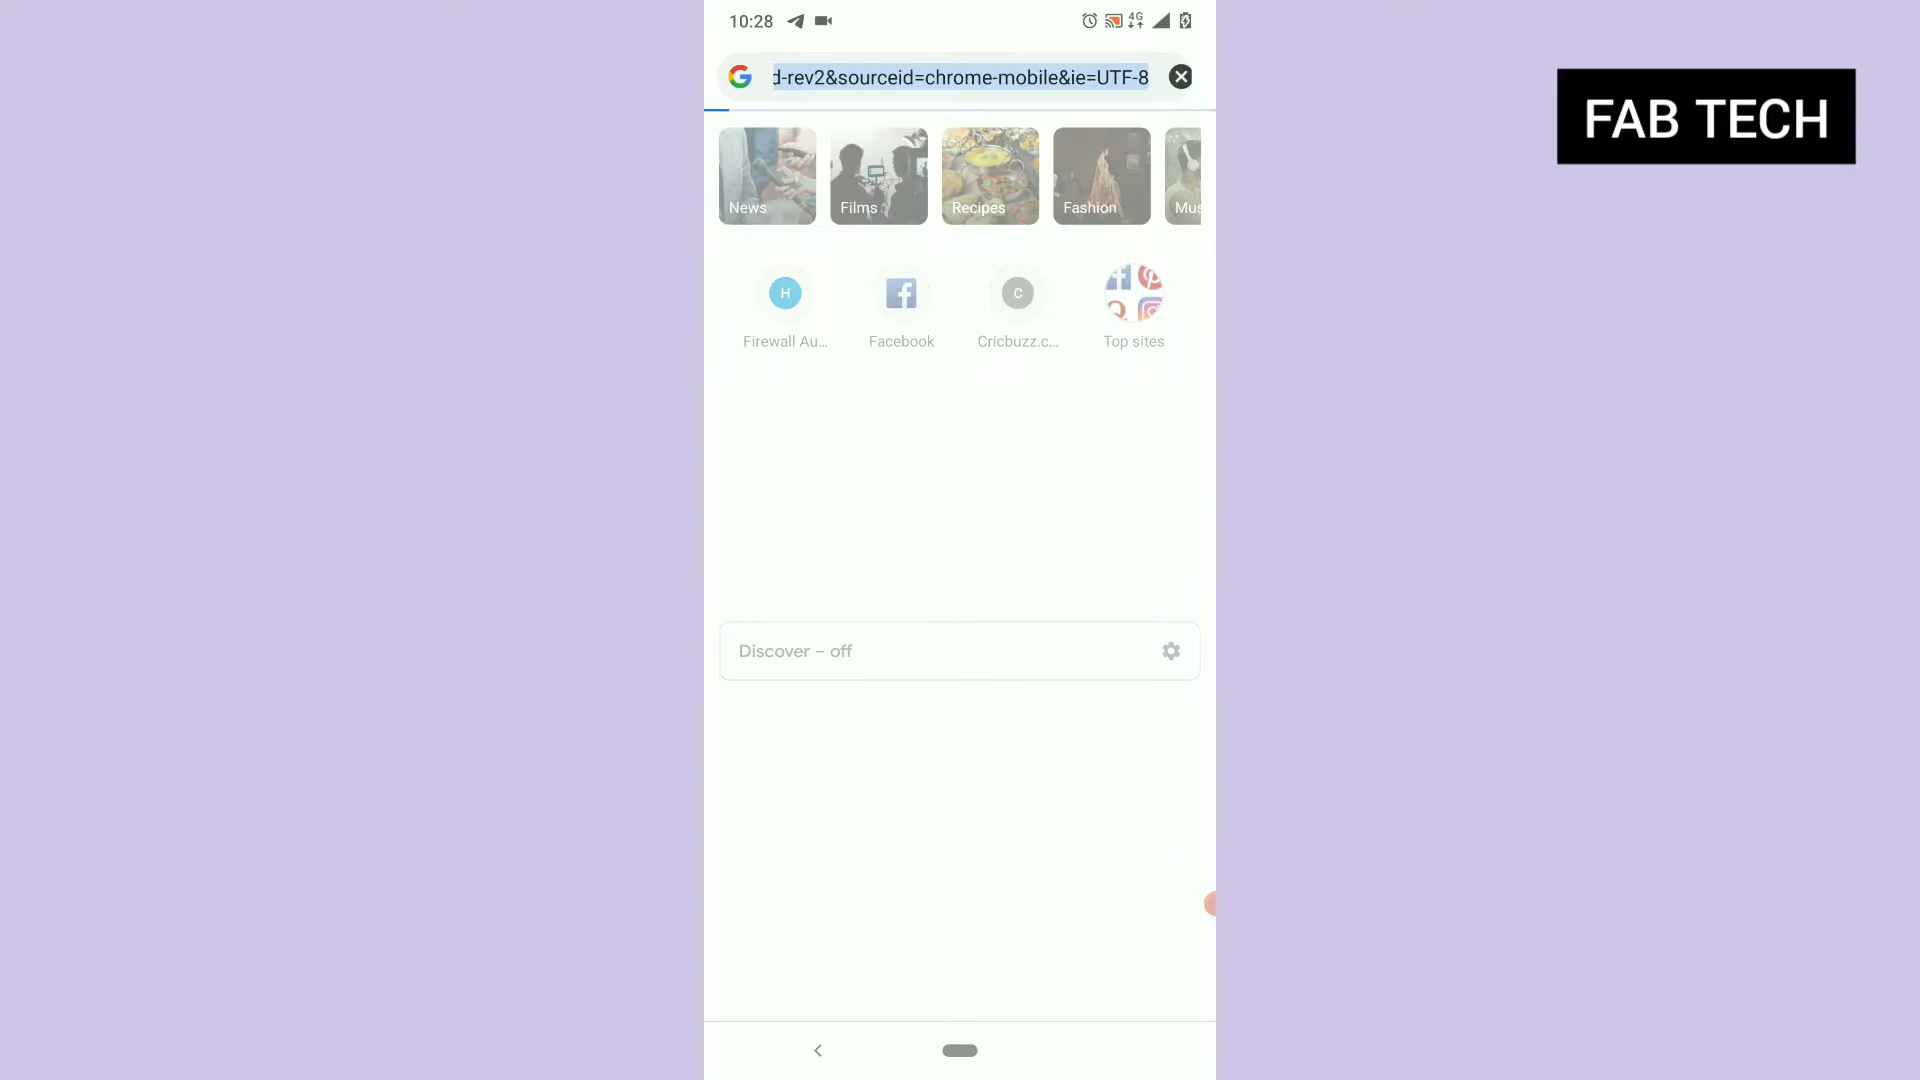 10:28
4G
FAB TECH
d-rev2&sourceid=chrome-mobile&ie=UTF-8
News
Films
Recipes
Fashion
Mus
H
C
Firewall Au...
Facebook
Cricbuzz.c...
Top sites
Discover – off